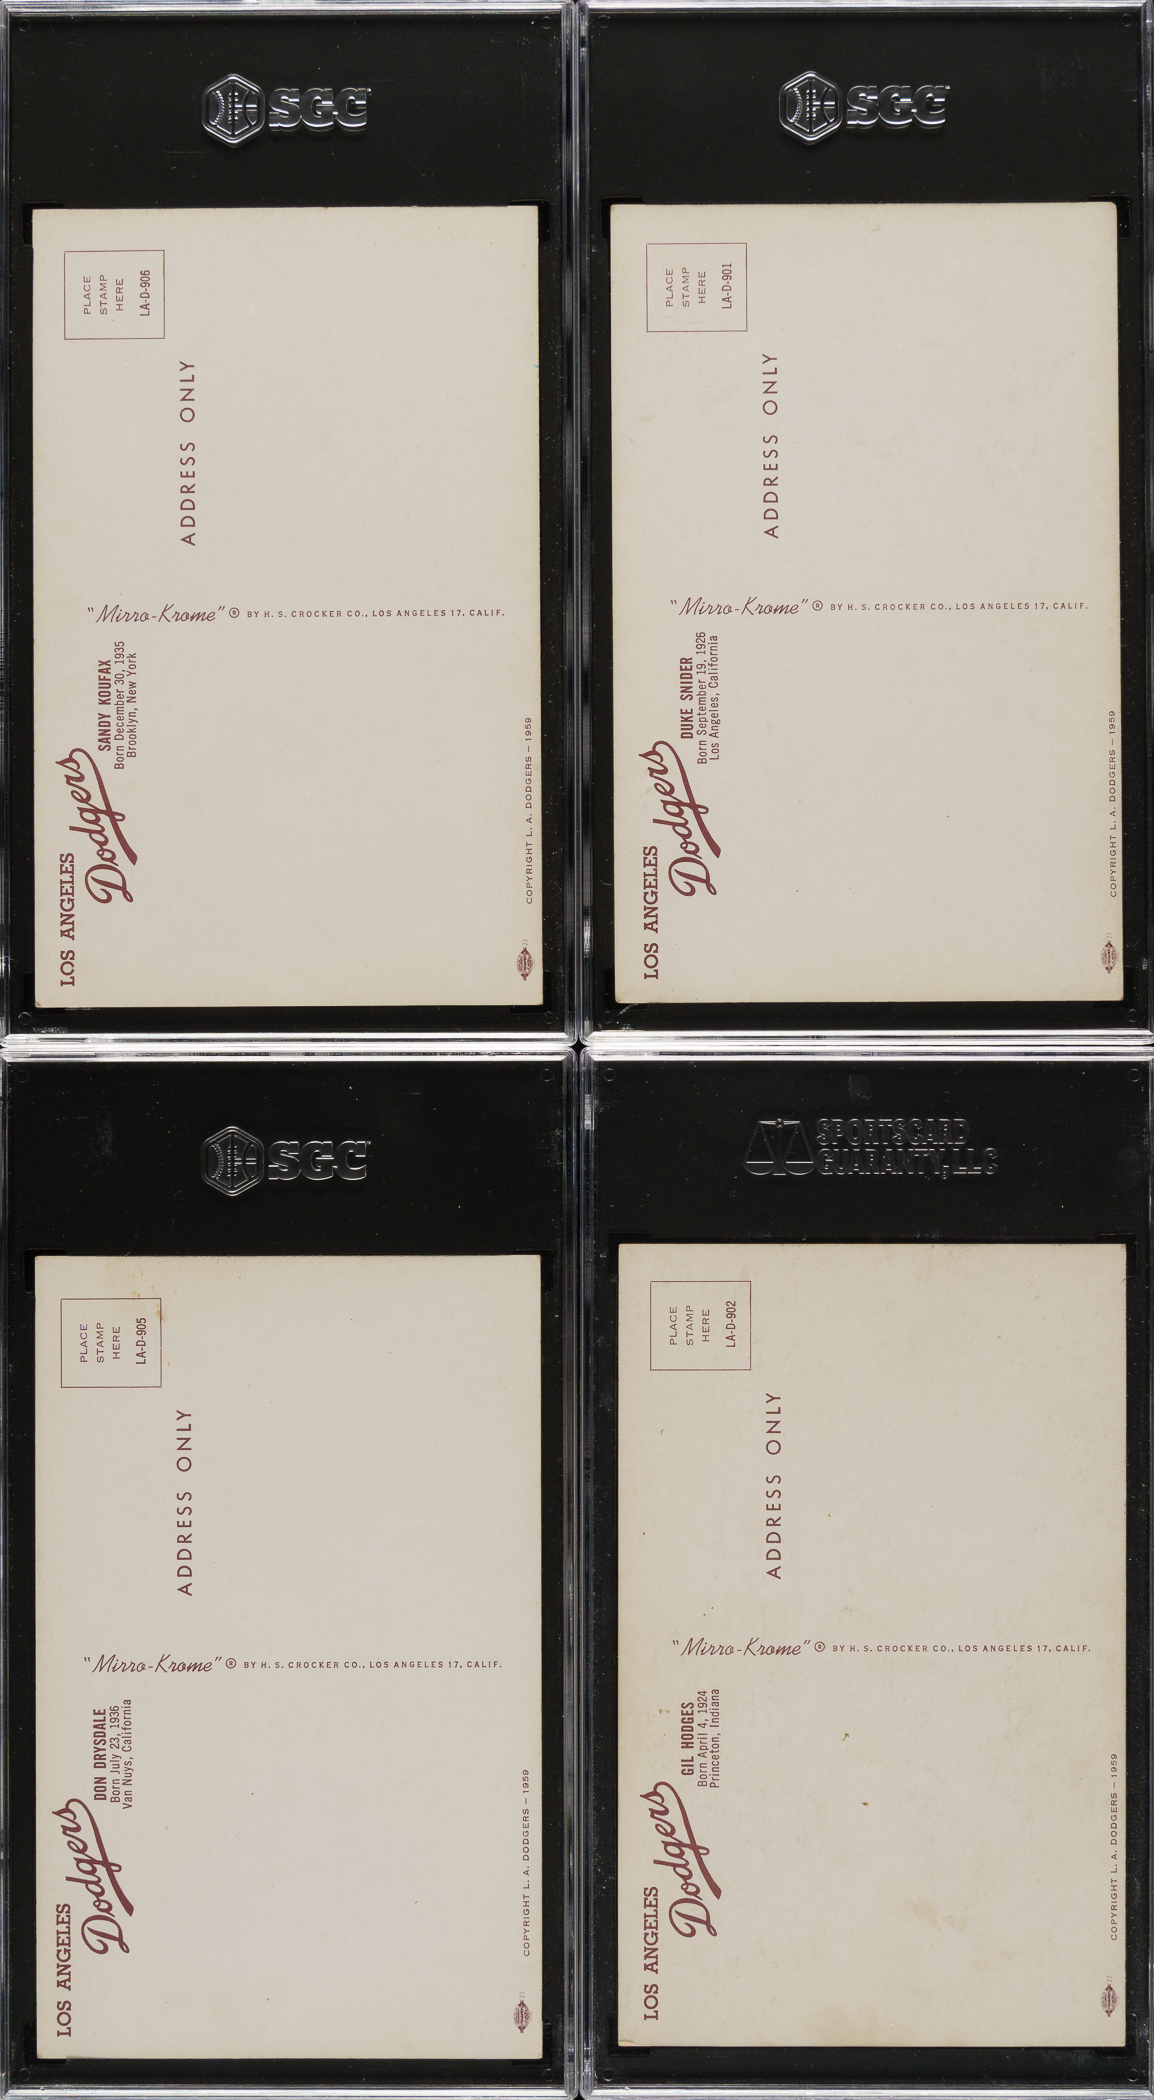 SGC
PLACE
STAMP
HERE
LA-D-906
ADDRESS ONLY
"Mirro-Krome" ® BY H. S. CROCKER CO., LOS ANGELES 17, CALIF.
LOS ANGELES
Dodgers
SANDY KOUFAX
Born December 30, 1935
Brooklyn, New York
COPYRIGHT L. A. DODGERS – 1959
SGC
PLACE
STAMP
HERE
LA-D-901
ADDRESS ONLY
"Mirro-Krome" ® BY H. S. CROCKER CO., LOS ANGELES 17, CALIF.
LOS ANGELES
Dodgers
DUKE SNIDER
Born September 19, 1926
Los Angeles, California
COPYRIGHT L. A. DODGERS – 1959
SGC
PLACE
STAMP
HERE
LA-D-905
ADDRESS ONLY
"Mirro-Krome" ® BY H. S. CROCKER CO., LOS ANGELES 17, CALIF.
LOS ANGELES
Dodgers
DON DRYSDALE
Born July 23, 1936
Van Nuys, California
COPYRIGHT L. A. DODGERS – 1959
SPORTSCARD
GUARANTY, LLC
PLACE
STAMP
HERE
LA-D-902
ADDRESS ONLY
"Mirro-Krome" ® BY H. S. CROCKER CO., LOS ANGELES 17, CALIF.
LOS ANGELES
Dodgers
GIL HODGES
Born April 4, 1924
Princeton, Indiana
COPYRIGHT L. A. DODGERS – 1959